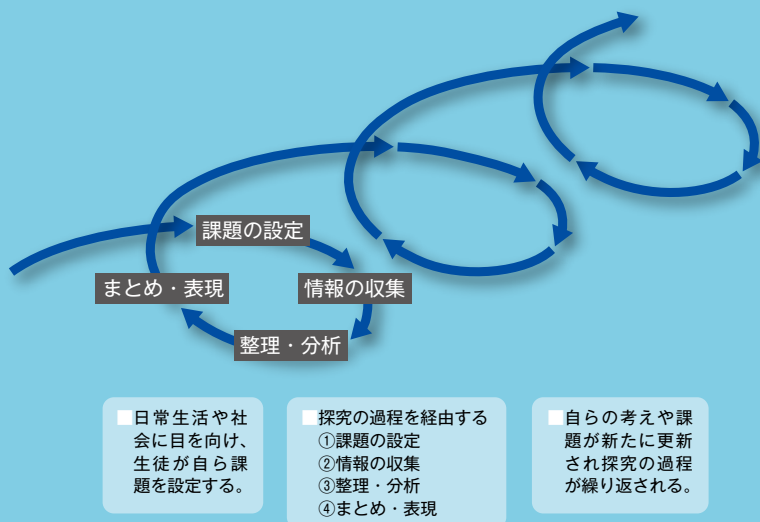 課題の設定
まとめ・表現
情報の収集
整理・分析
■日常生活や社
会に目を向け、
生徒が自ら課
題を設定する。
■探究の過程を経由する
①課題の設定
②情報の収集
③整理・分析
④まとめ・表現
■自らの考えや課
題が新たに更新
され探究の過程
が繰り返される。